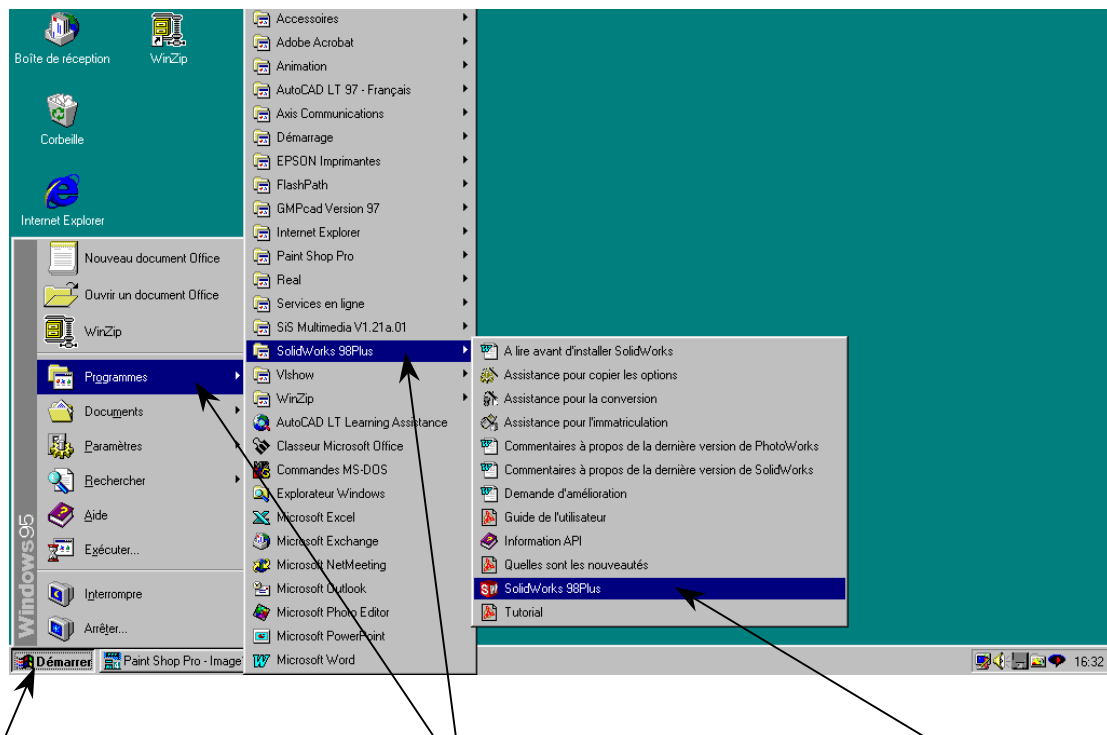 Boîte de réception
WinZip
Corbeille
Internet Explorer
Nouveau document Office
Ouvrir un document Office
WinZip
Programmes
Documents
Paramètres
Rechercher
Aide
Exécuter...
Interrompre
Arrêter...
Windows95
Accessoires
Adobe Acrobat
Animation
AutoCAD LT 97 - Français
Axis Communications
Démarrage
EPSON Imprimantes
FlashPath
GMPcad Version 97
Internet Explorer
Paint Shop Pro
Real
Services en ligne
SiS Multimedia V1.21a.01
SolidWorks 98Plus
Vlshow
WinZip
AutoCAD LT Learning Assistance
Classeur Microsoft Office
Commandes MS-DOS
Explorateur Windows
Microsoft Excel
Microsoft Exchange
Microsoft NetMeeting
Microsoft Outlook
Microsoft Photo Editor
Microsoft PowerPoint
Microsoft Word
A lire avant d'installer SolidWorks
Assistance pour copier les options
Assistance pour la conversion
Assistance pour l'immatriculation
Commentaires à propos de la dernière version de PhotoWorks
Commentaires à propos de la dernière version de SolidWorks
Demande d'amélioration
Guide de l'utilisateur
Information API
Quelles sont les nouveautés
SolidWorks 98Plus
Tutorial
Démarrer
Paint Shop Pro - Image
16:32